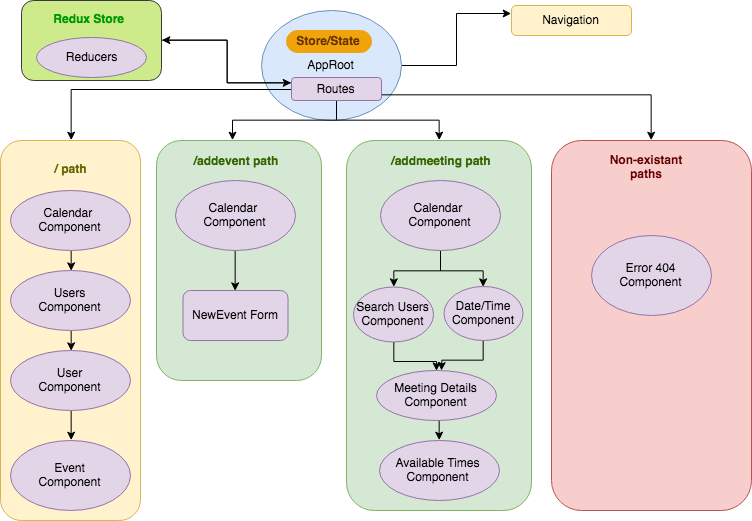 Redux Store
Reducers
Store/State
AppRoot
Routes
Navigation
/ path
Calendar
Component
Users
Component
User
Component
Event
Component
/addevent path
Calendar
Component
NewEvent Form
/addmeeting path
Calendar
Component
Search Users
Component
Date/Time
Component
Meeting Details
Component
Available Times
Component
Non-existant
paths
Error 404
Component